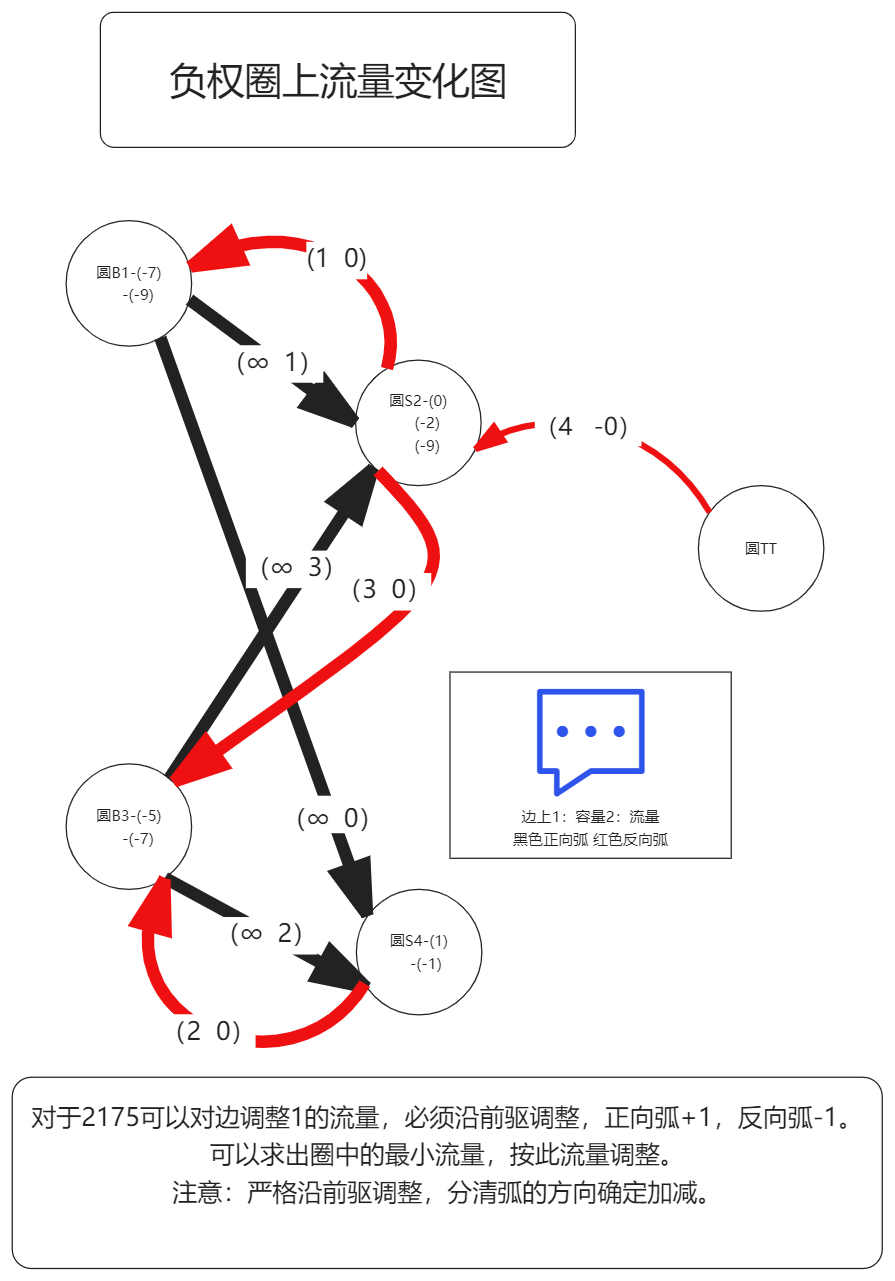 负权圈上流量变化图
圆B1-(-7)
-(-9)
(1 0)
(∞ 1)
圆S2-(0)
(-2)
(-9)
(4 -0)
圆TT
(∞ 3)
(3 0)
边上1：容量2：流量
黑色正向弧 红色反向弧
圆B3-(-5)
-(-7)
(∞ 0)
(∞ 2)
圆S4-(1)
-(-1)
(2 0)
对于2175可以对边调整1的流量，必须沿前驱调整，正向弧+1，反向弧-1。
可以求出圈中的最小流量，按此流量调整。
注意：严格沿前驱调整，分清弧的方向确定加减。